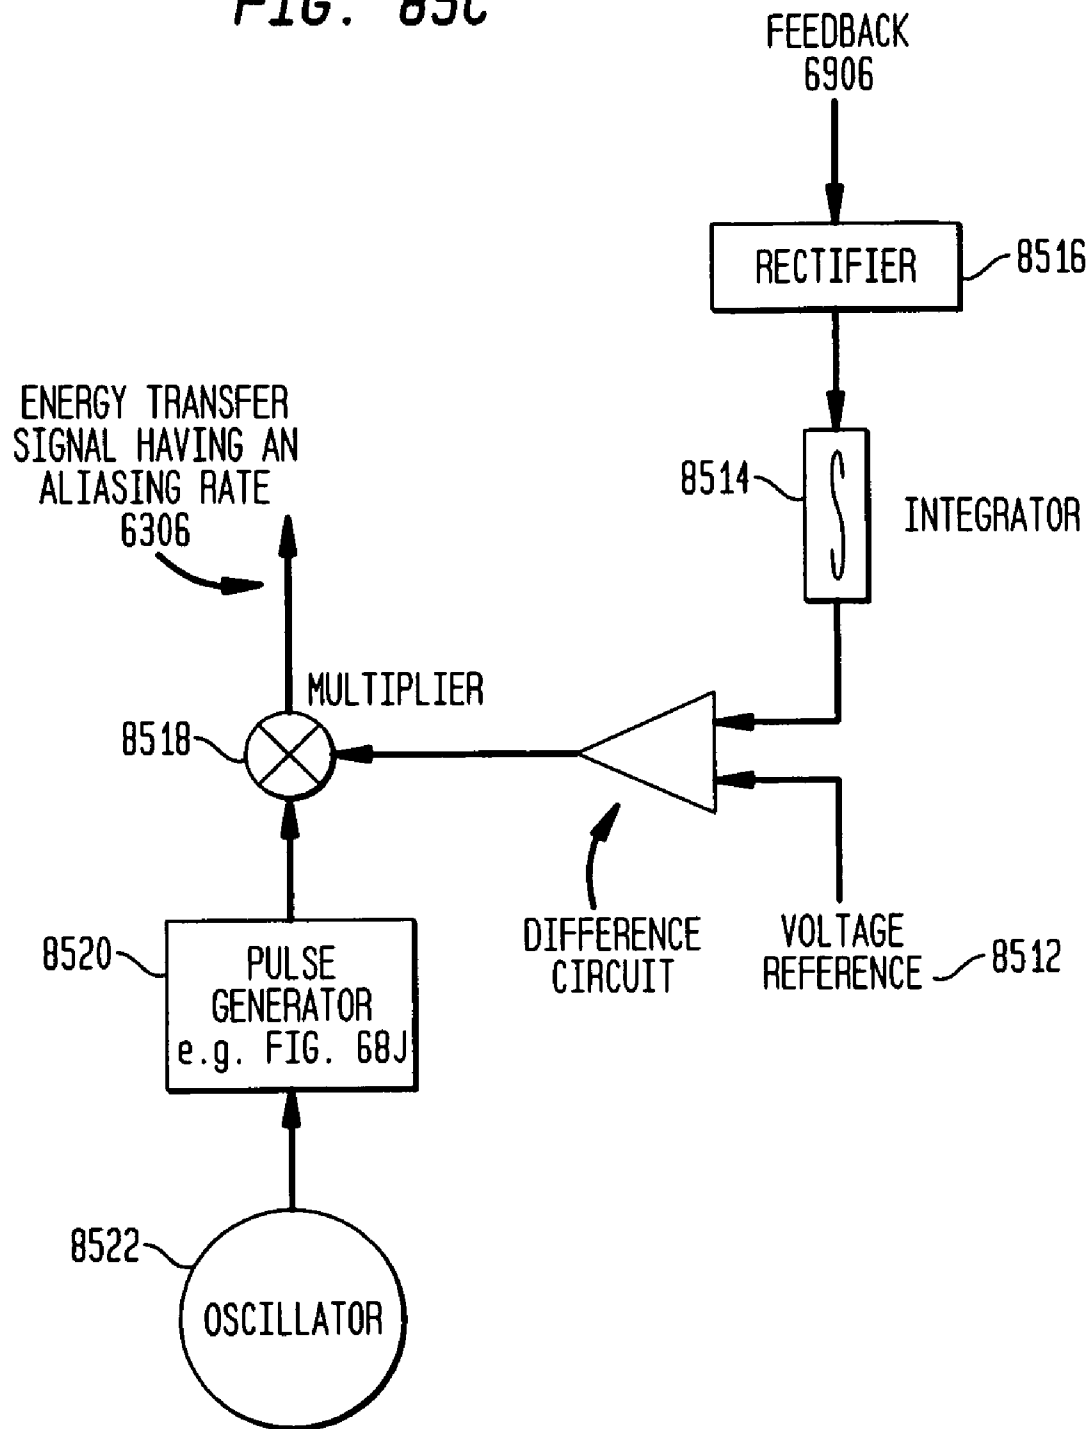 FIG. 85C
FEEDBACK
6906
RECTIFIER
8516
ENERGY TRANSFER
SIGNAL HAVING AN
ALIASING RATE
6306
8514
INTEGRATOR
MULTIPLIER
8518
DIFFERENCE
CIRCUIT
VOLTAGE
REFERENCE
8512
8520
PULSE
GENERATOR
e.g. FIG. 68J
8522
OSCILLATOR